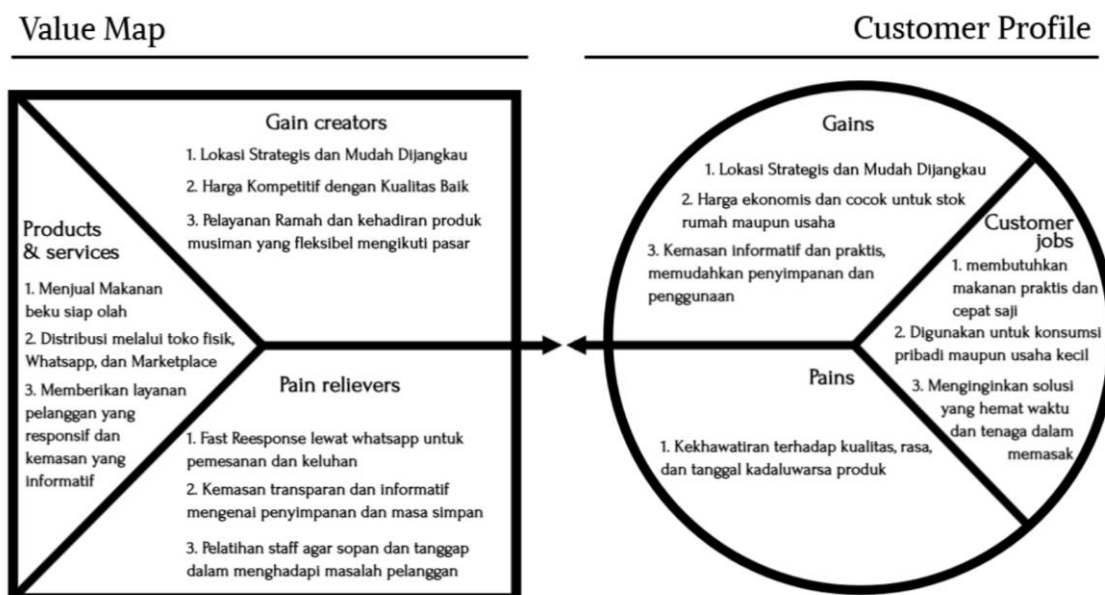 Value Map
Customer Profile
Gain creators
1. Lokasi Strategis dan Mudah Dijangkau
2. Harga Kompetitif dengan Kualitas Baik
3. Pelayanan Ramah dan kehadiran produk
musiman yang fleksibel mengikuti pasar
Products
& services
1. Menjual Makanan
beku siap olah
2. Distribusi melalui toko fisik,
Whatsapp, dan Marketplace
3. Memberikan layanan
pelanggan yang
responsif dan
kemasan yang
informatif
Pain relievers
1. Fast Reesponse lewat whatsapp untuk
pemesanan dan keluhan
2. Kemasan transparan dan informatif
mengenai penyimpanan dan masa simpan
3. Pelatihan staff agar sopan dan tanggap
dalam menghadapi masalah pelanggan
Gains
1. Lokasi Strategis dan Mudah Dijangkau
2. Harga ekonomis dan cocok untuk stok
rumah maupun usaha
3. Kemasan informatif dan praktis,
memudahkan penyimpanan dan
penggunaan
Customer
jobs
1. membutuhkan
makanan praktis dan
cepat saji
2. Digunakan untuk konsumsi
pribadi maupun usaha kecil
3. Menginginkan solusi
yang hemat waktu
dan tenaga dalam
memasak
Pains
1. Kekhawatiran terhadap kualitas, rasa,
dan tanggal kadaluwarsa produk